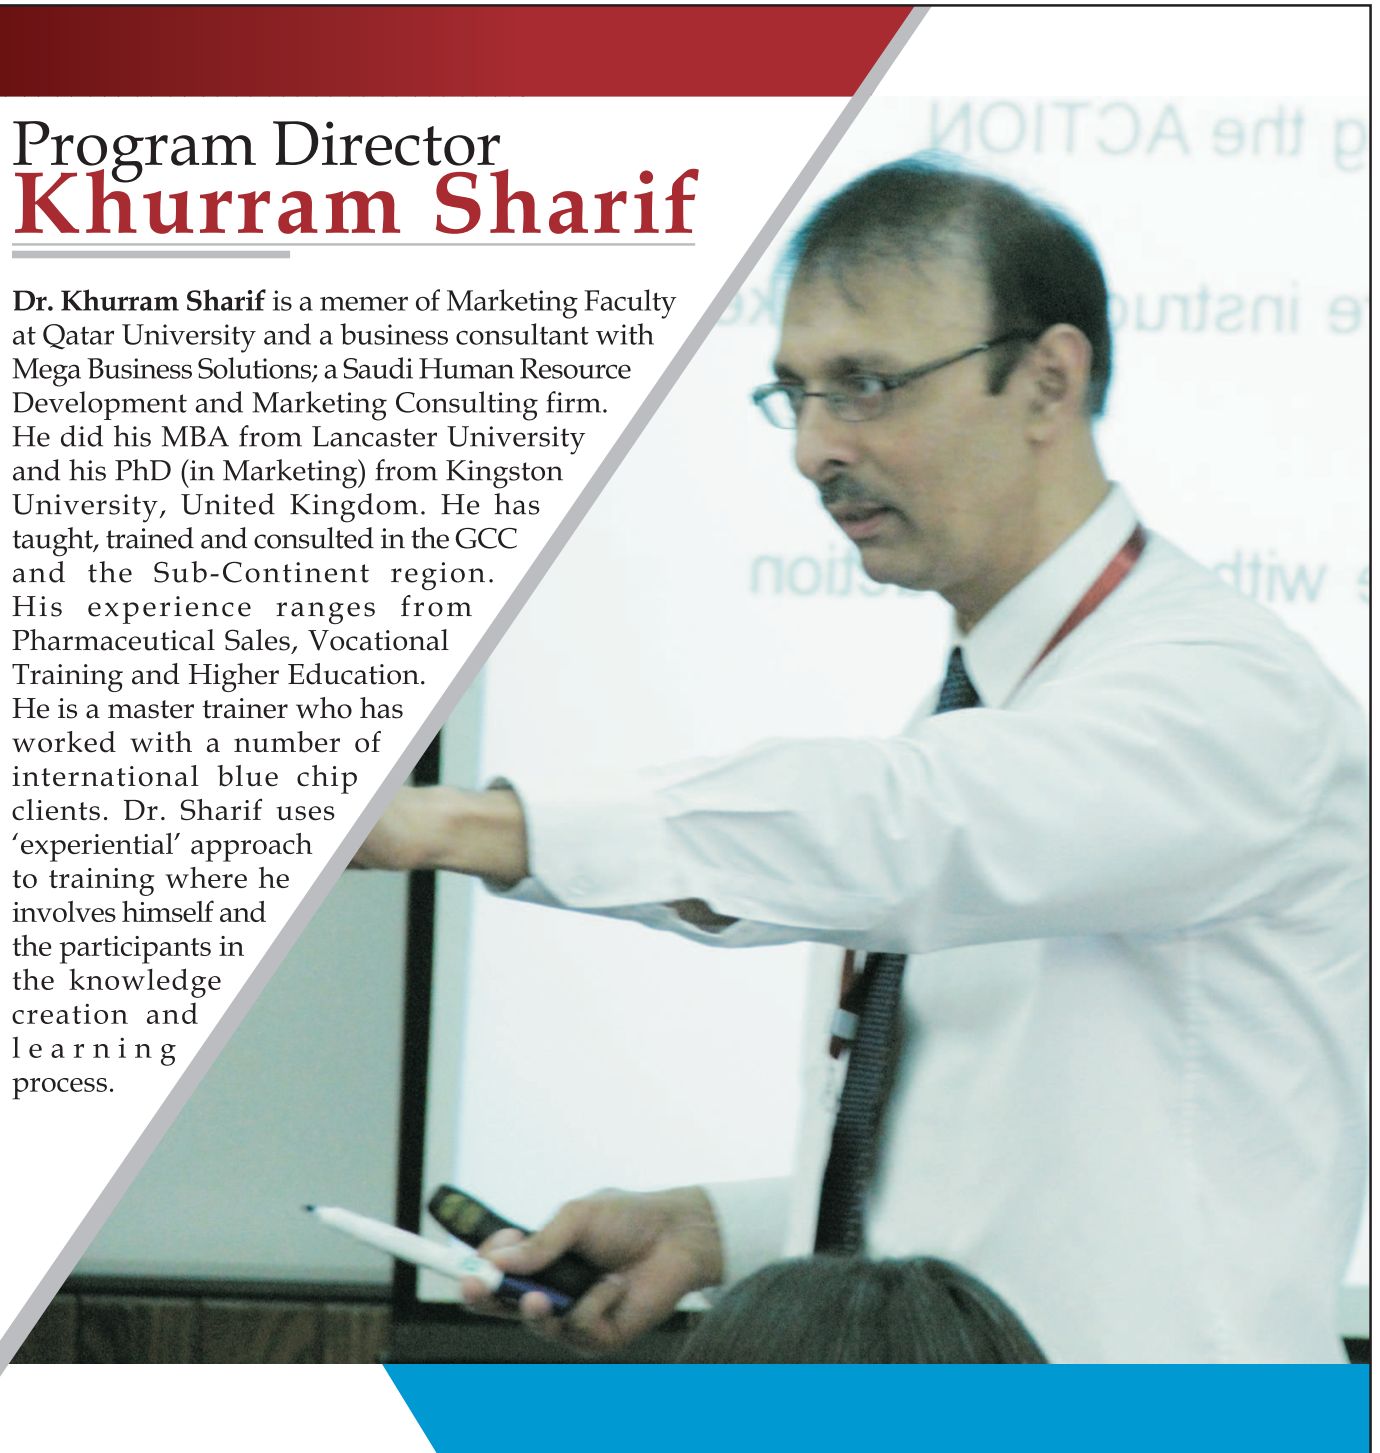 Program Director
Khurram Sharif
Dr. Khurram Sharif is a memer of Marketing Faculty
at Qatar University and a business consultant with
Mega Business Solutions; a Saudi Human Resource
Development and Marketing Consulting firm.
He did his MBA from Lancaster University
and his PhD (in Marketing) from Kingston
University, United Kingdom. He has
taught, trained and consulted in the GCC
and the Sub-Continent region.
His experience ranges from
Pharmaceutical Sales, Vocational
Training and Higher Education.
He is a master trainer who has
worked with a number of
international blue chip
clients. Dr. Sharif uses
‘experiential’ approach
to training where he
involves himself and
the participants in
the knowledge
creation and
learning
process.
the ACTION
with